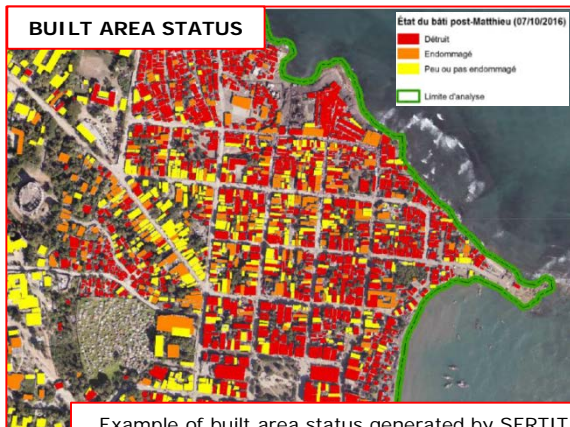 BUILT AREA STATUS
État du bâti post-Matthieu (07/10/2016)
Détruit
Endommagé
Peu ou pas endommagé
Limite d'analyse
Example of built area status generated by SERTIT